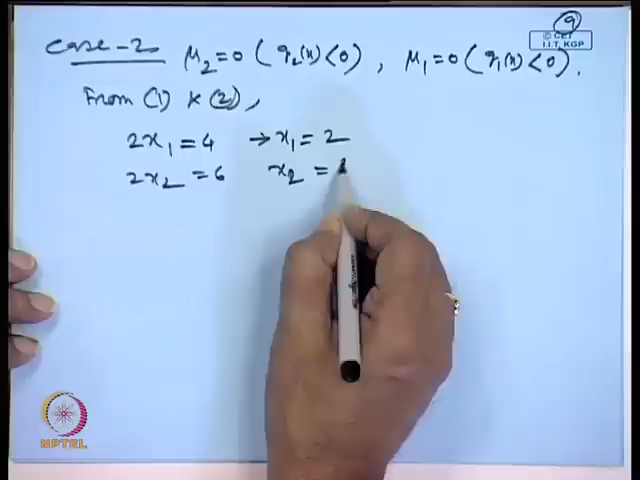 9
© CET
I.I.T. KGP
Case-2 μ₂=0 (g₂(x)<0), μ₁=0 (g₁(x)<0).
From (1) & (2),
2x₁=4 → x₁=2
2x₂=6 x₂=
NPTEL